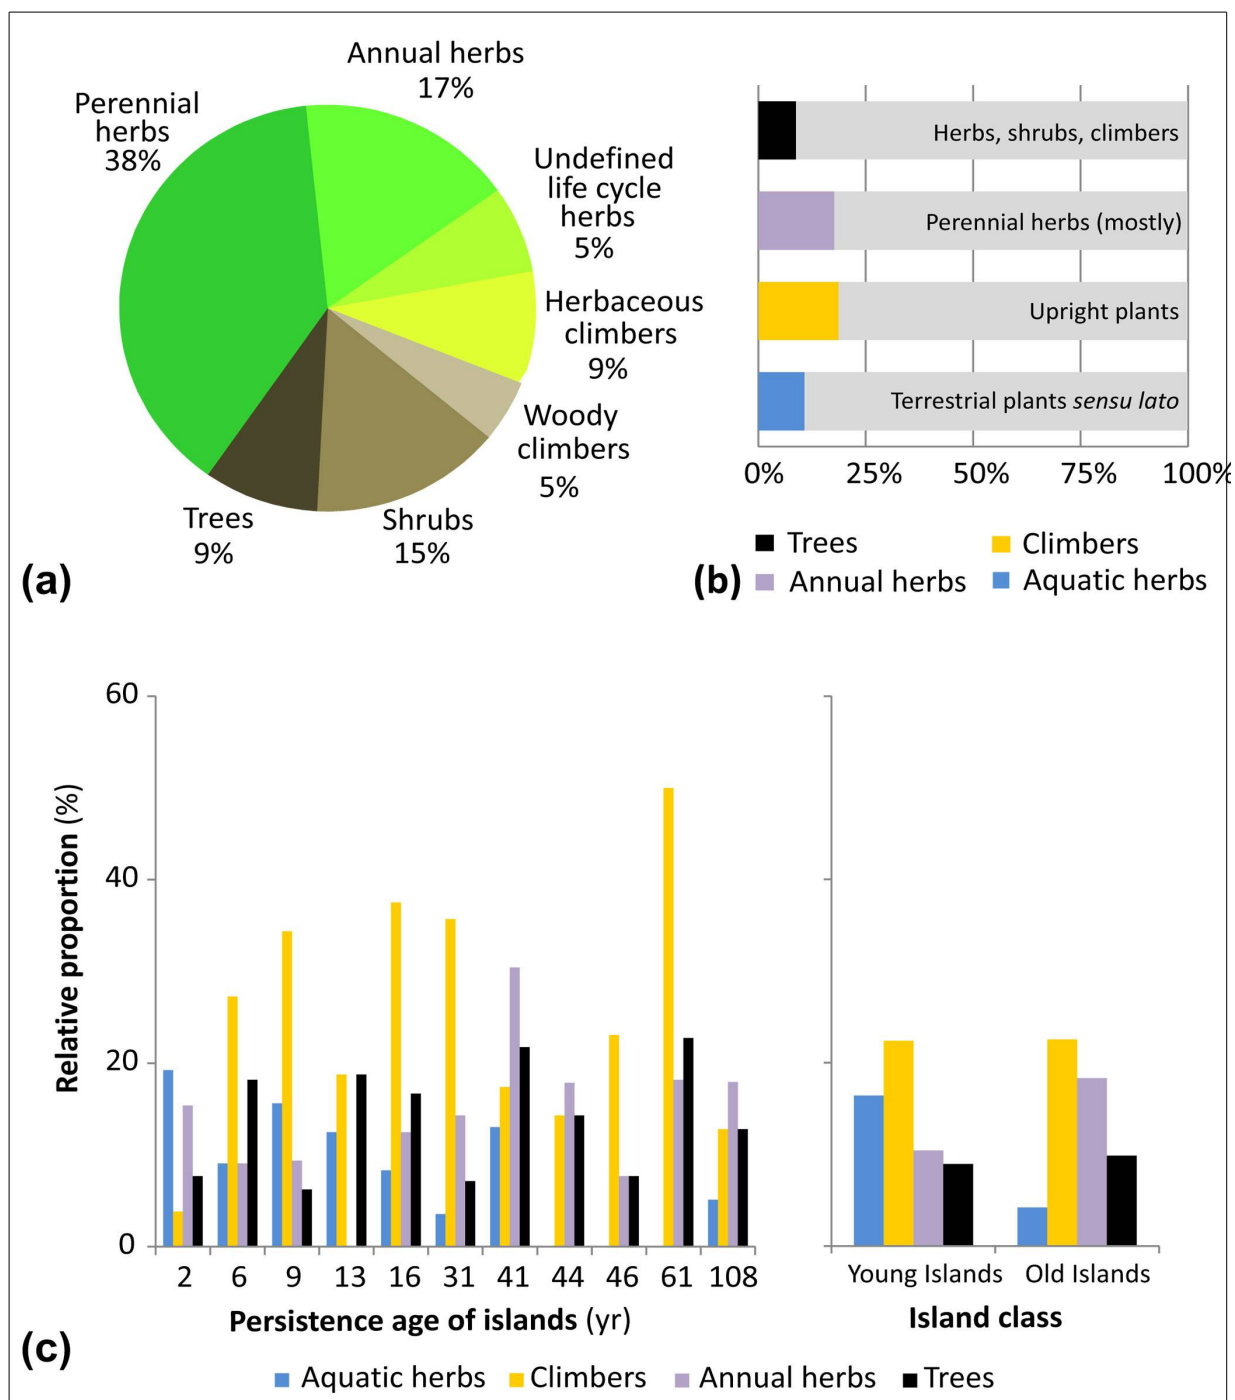 Annual herbs
17%
Perennial
herbs
38%
Undefined
life cycle
herbs
5%
Herbaceous
climbers
9%
Woody
climbers
5%
Shrubs
15%
Trees
9%
(a)
Herbs, shrubs, climbers
Perennial herbs (mostly)
Upright plants
Terrestrial plants sensu lato
0% 25% 50% 75% 100%
Trees Climbers
Annual herbs Aquatic herbs
(b)
Relative proportion (%)
60
40
20
0
2 6 9 13 16 31 41 44 46 61 108
Persistence age of islands (yr)
Young Islands Old Islands
Island class
(c)
Aquatic herbs Climbers Annual herbs Trees